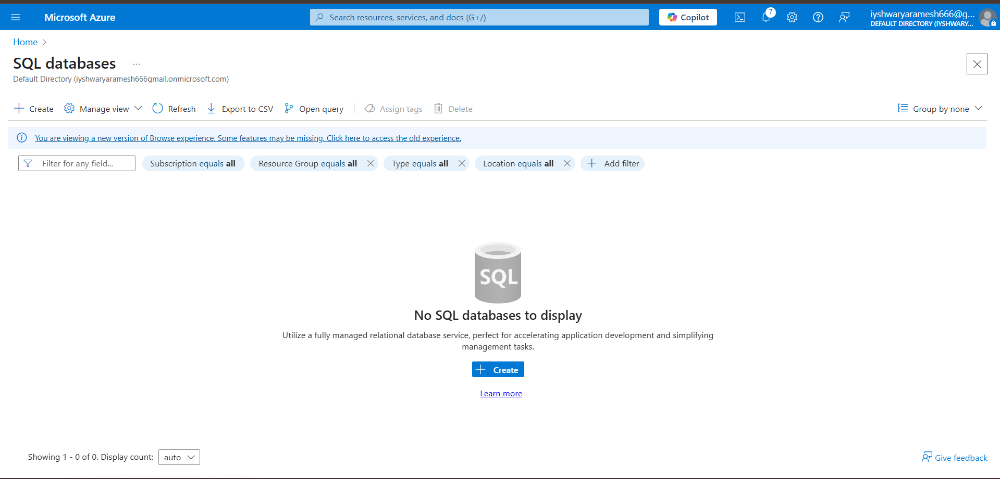 Microsoft Azure
Search resources, services, and docs (G+/)
Copilot
7
iyshwaryaramesh666@g...
DEFAULT DIRECTORY (IYSHWARY...
Home
SQL databases ...
Default Directory (iyshwaryaramesh666gmail.onmicrosoft.com)
Create Manage view Refresh Export to CSV Open query Assign tags Delete Group by none
You are viewing a new version of Browse experience. Some features may be missing. Click here to access the old experience.
Filter for any field... Subscription equals all Resource Group equals all Type equals all Location equals all Add filter
SQL
No SQL databases to display
Utilize a fully managed relational database service, perfect for accelerating application development and simplifying
management tasks.
Create
Learn more
Showing 1 - 0 of 0. Display count: auto
Give feedback